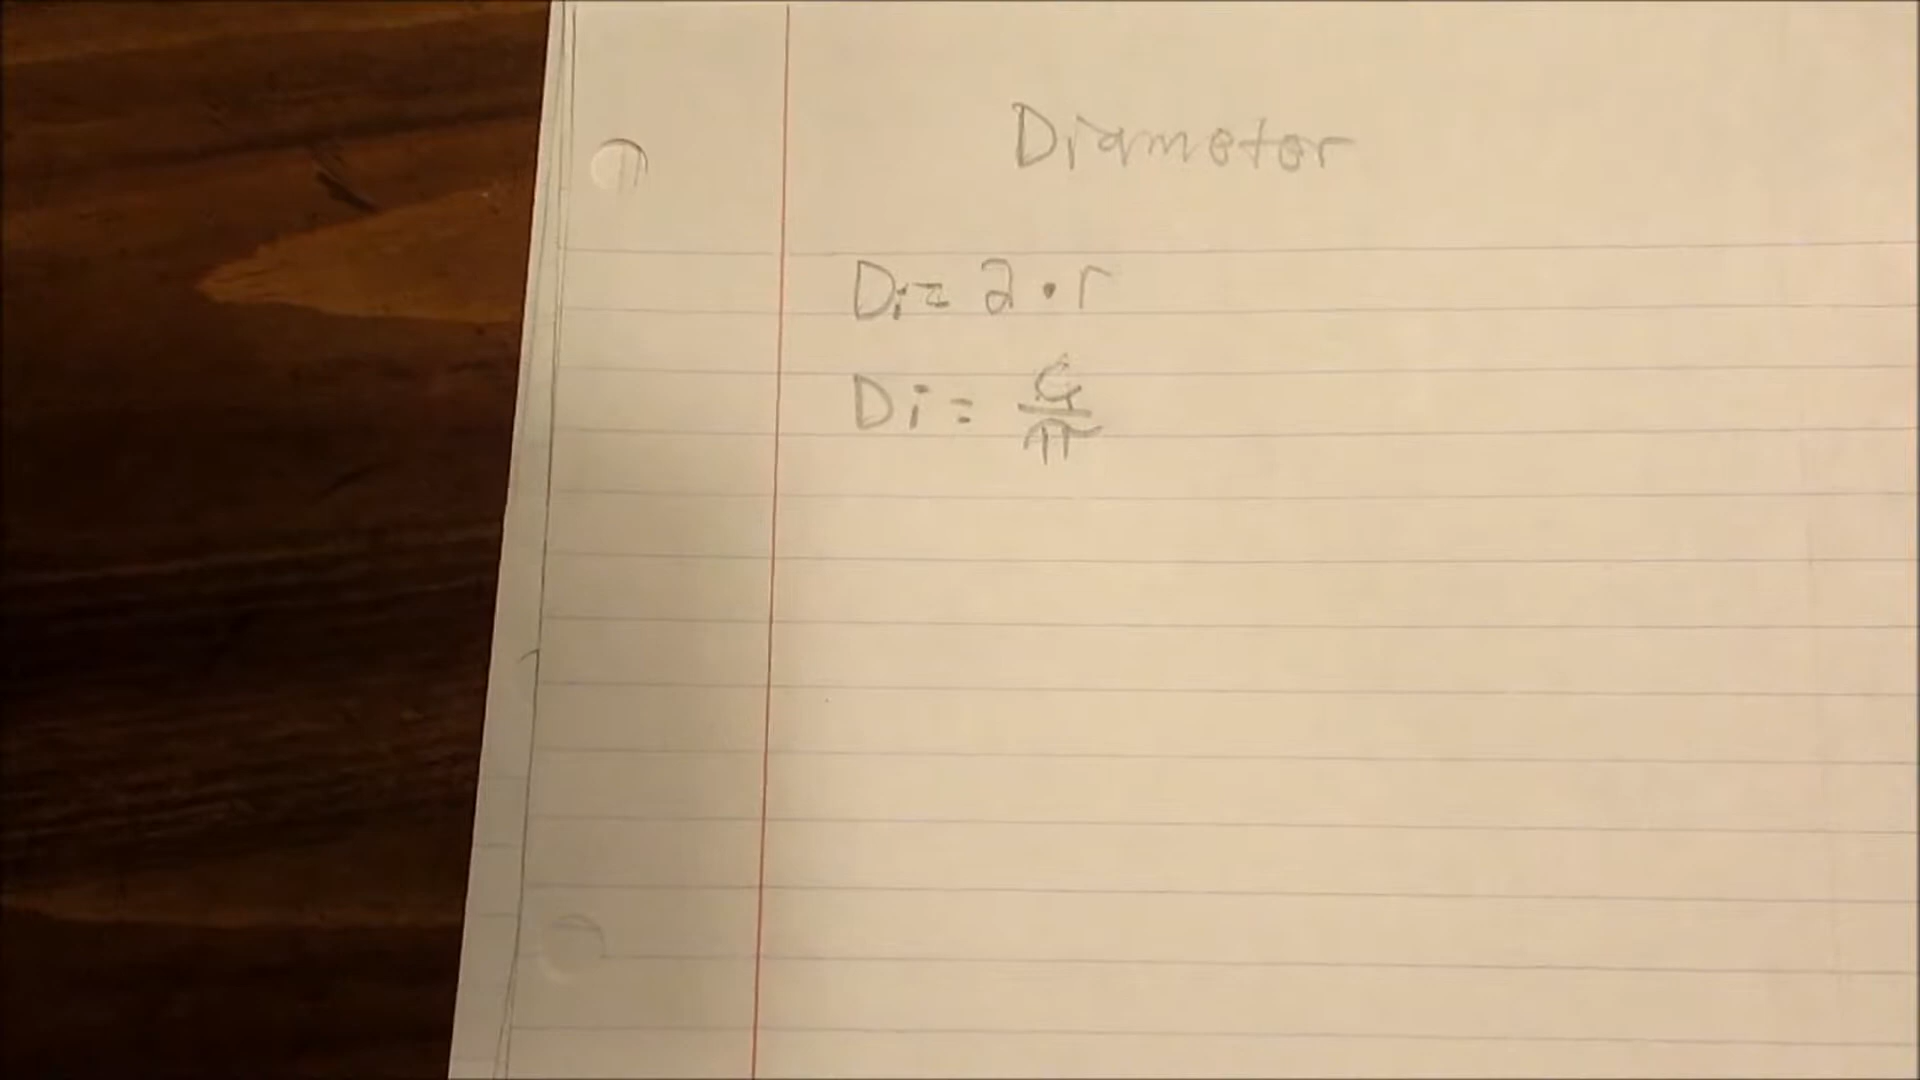 Diameter
Di = 2 · r
Di = C/π